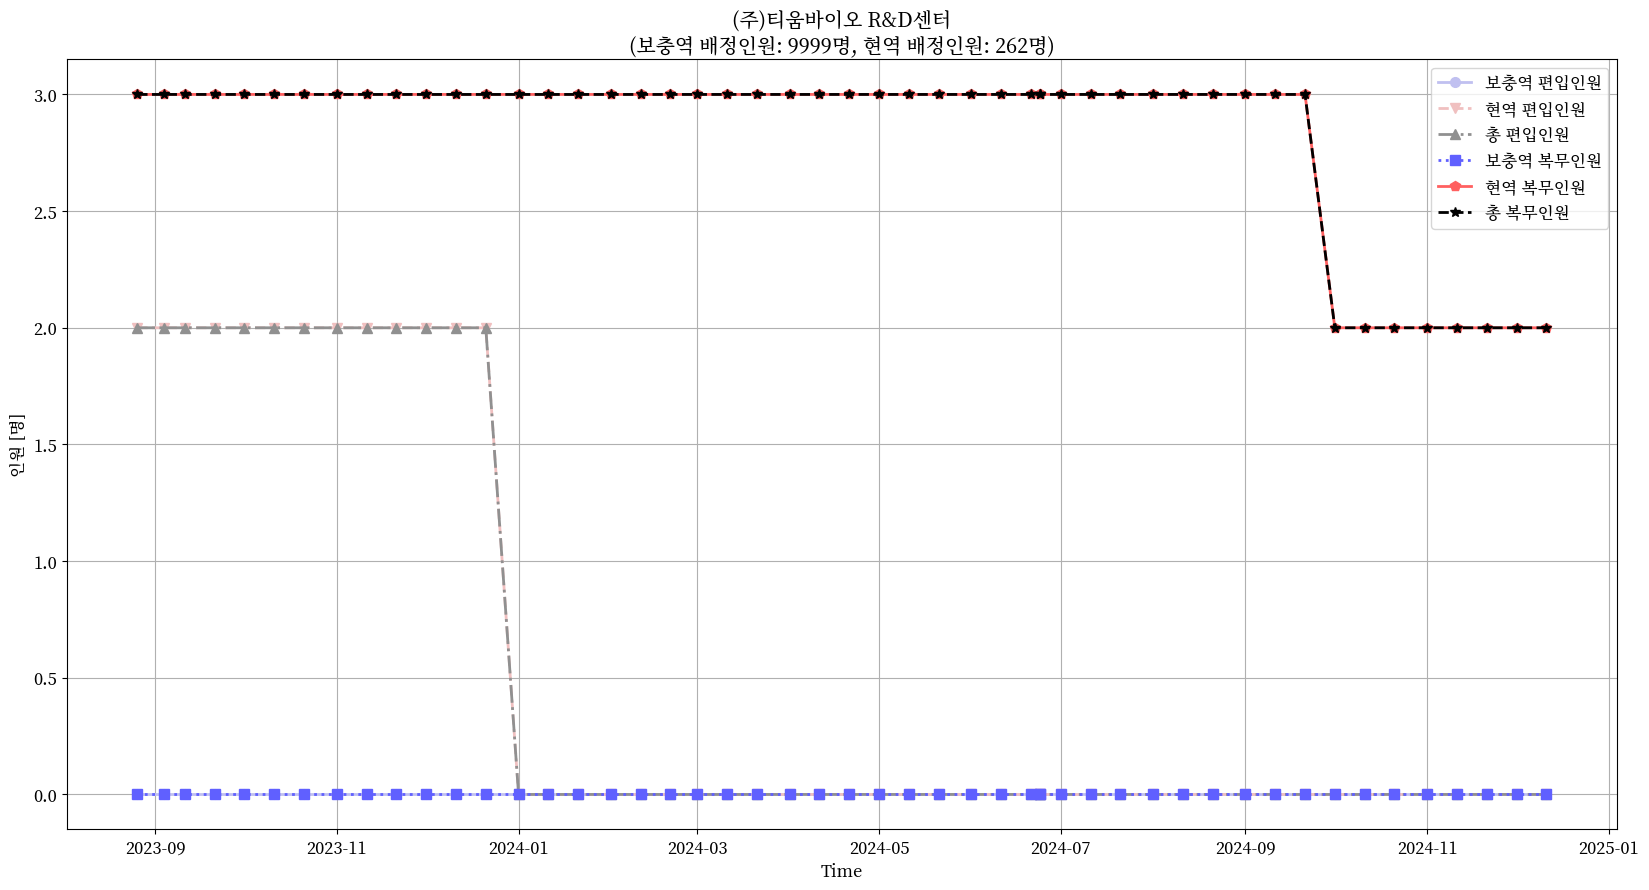 (주)티움바이오 R&D센터
(보충역 배정인원: 9999명, 현역 배정인원: 262명)
보충역 편입인원
현역 편입인원
총 편입인원
보충역 복무인원
현역 복무인원
총 복무인원
인원 [명]
3.0
2.5
2.0
1.5
1.0
0.5
0.0
2023-09
2023-11
2024-01
2024-03
2024-05
2024-07
2024-09
2024-11
2025-01
Time